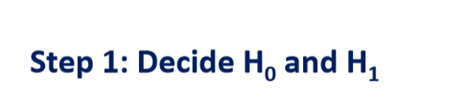 Step 1: Decide H₀ and H₁